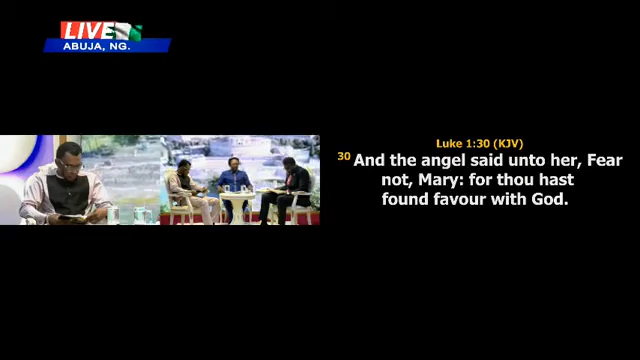 LIVE
ABUJA, NG.
Luke 1:30 (KJV)
30 And the angel said unto her, Fear
not, Mary: for thou hast
found favour with God.